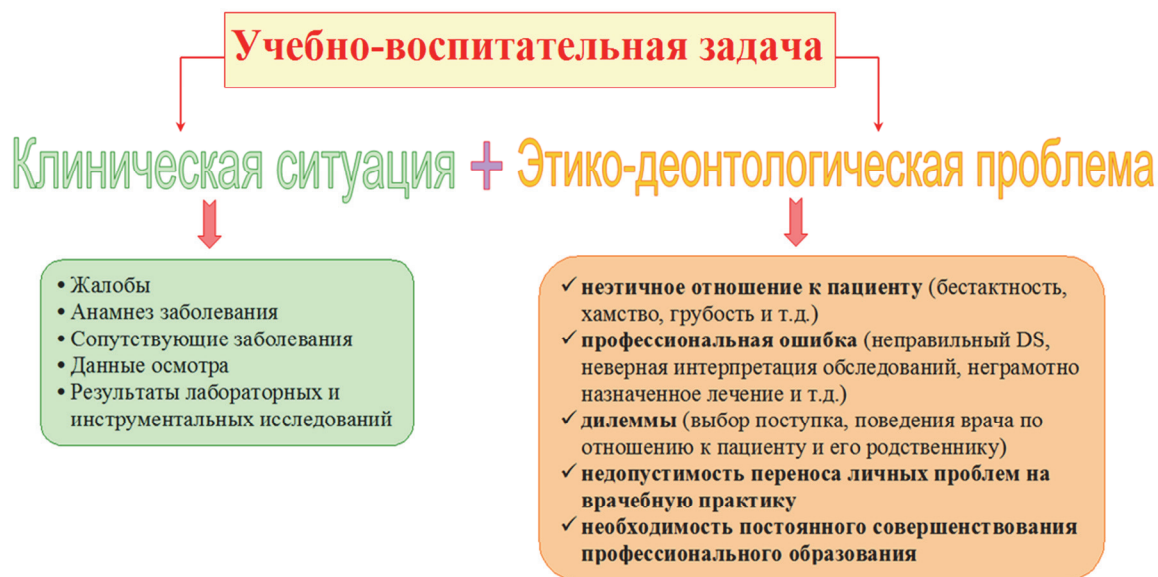 Учебно-воспитательная задача
Клиническая ситуация + Этико-деонтологическая проблема
• Жалобы
• Анамнез заболевания
• Сопутствующие заболевания
• Данные осмотра
• Результаты лабораторных и
инструментальных исследований
✓ неэтичное отношение к пациенту (бестактность,
хамство, грубость и т.д.)
✓ профессиональная ошибка (неправильный DS,
неверная интерпретация обследований, неграмотно
назначенное лечение и т.д.)
✓ дилеммы (выбор поступка, поведения врача по
отношению к пациенту и его родственнику)
✓ недопустимость переноса личных проблем на
врачебную практику
✓ необходимость постоянного совершенствования
профессионального образования